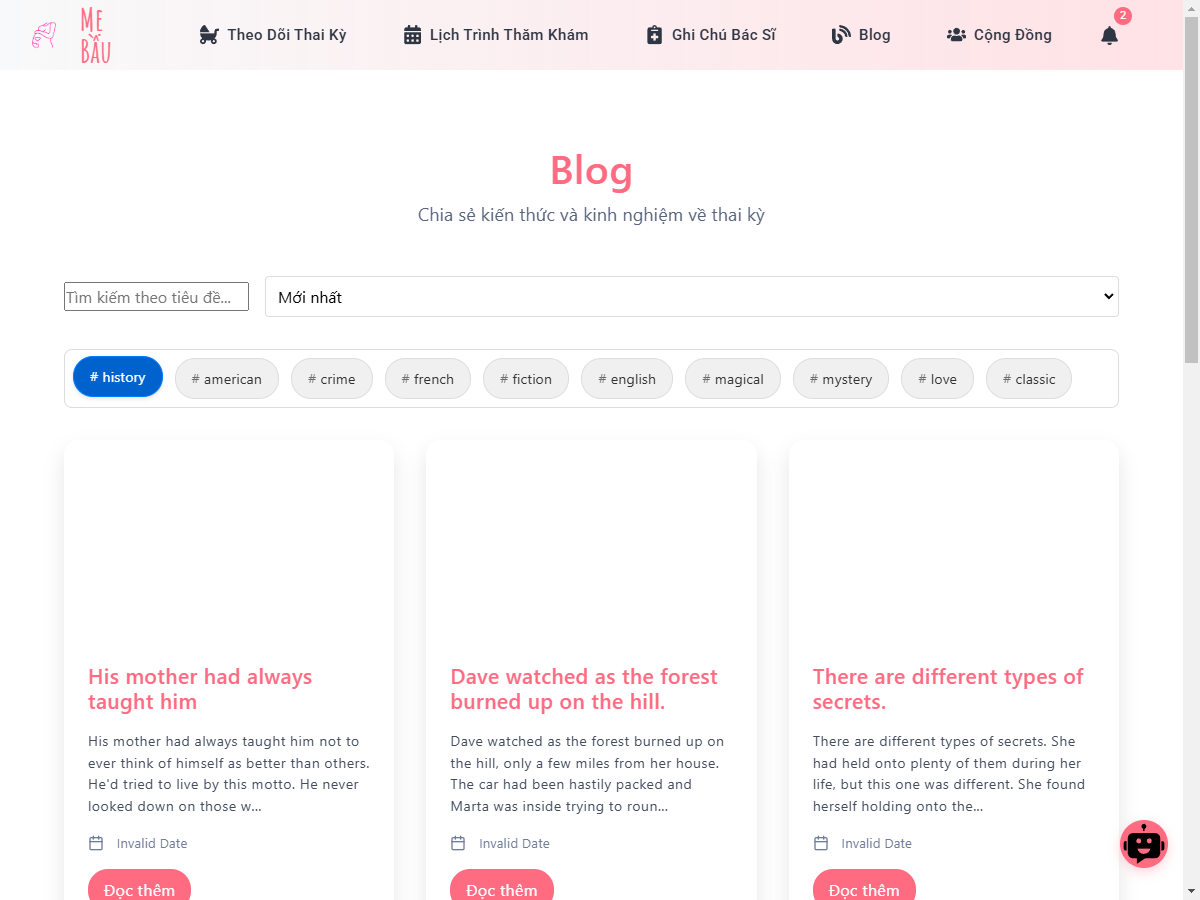 Mẹ
Bầu
Theo Dõi Thai Kỳ
Lịch Trình Thăm Khám
Ghi Chú Bác Sĩ
Blog
Cộng Đồng
2
Blog
Chia sẻ kiến thức và kinh nghiệm về thai kỳ
Tìm kiếm theo tiêu đề...
Mới nhất
# history
# american
# crime
# french
# fiction
# english
# magical
# mystery
# love
# classic
His mother had always
taught him
His mother had always taught him not to
ever think of himself as better than others.
He'd tried to live by this motto. He never
looked down on those w...
Invalid Date
Đọc thêm
Dave watched as the forest
burned up on the hill.
Dave watched as the forest burned up on
the hill, only a few miles from her house.
The car had been hastily packed and
Marta was inside trying to roun...
Invalid Date
Đọc thêm
There are different types of
secrets.
There are different types of secrets. She
had held onto plenty of them during her
life, but this one was different. She found
herself holding onto the...
Invalid Date
Đọc thêm